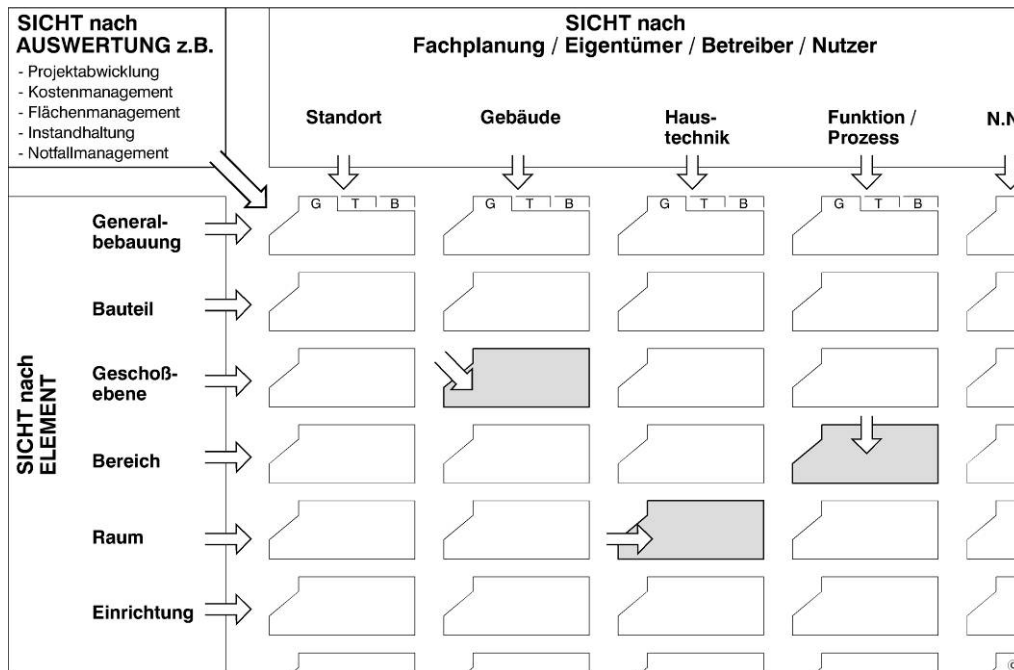 SICHT nach
AUSWERTUNG z.B.
- Projektabwicklung
- Kostenmanagement
- Flächenmanagement
- Instandhaltung
- Notfallmanagement
SICHT nach
Fachplanung / Eigentümer / Betreiber / Nutzer
Standort
Gebäude
Haus-
technik
Funktion /
Prozess
N.N
G T B
G T B
G T B
G T B
SICHT nach
ELEMENT
General-
bebauung
Bauteil
Geschoß-
ebene
Bereich
Raum
Einrichtung